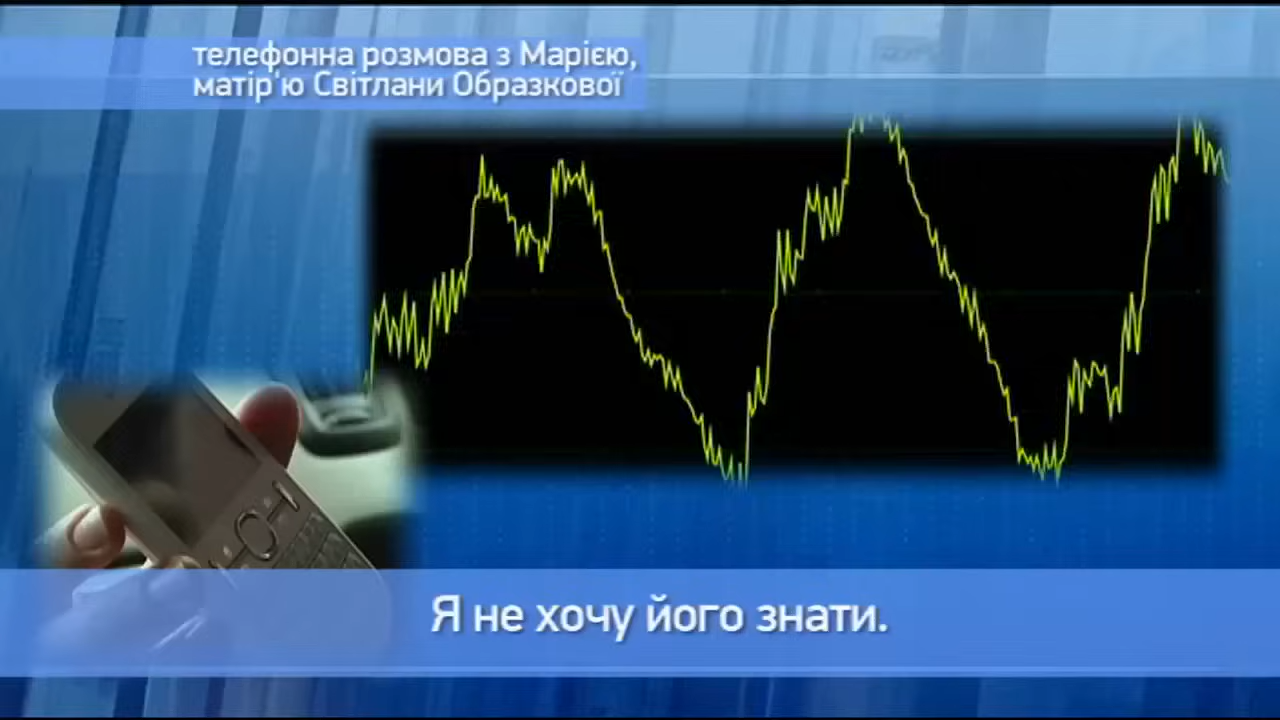 телефонна розмова з Марією,
матір'ю Світлани Образкової
Я не хочу його знати.